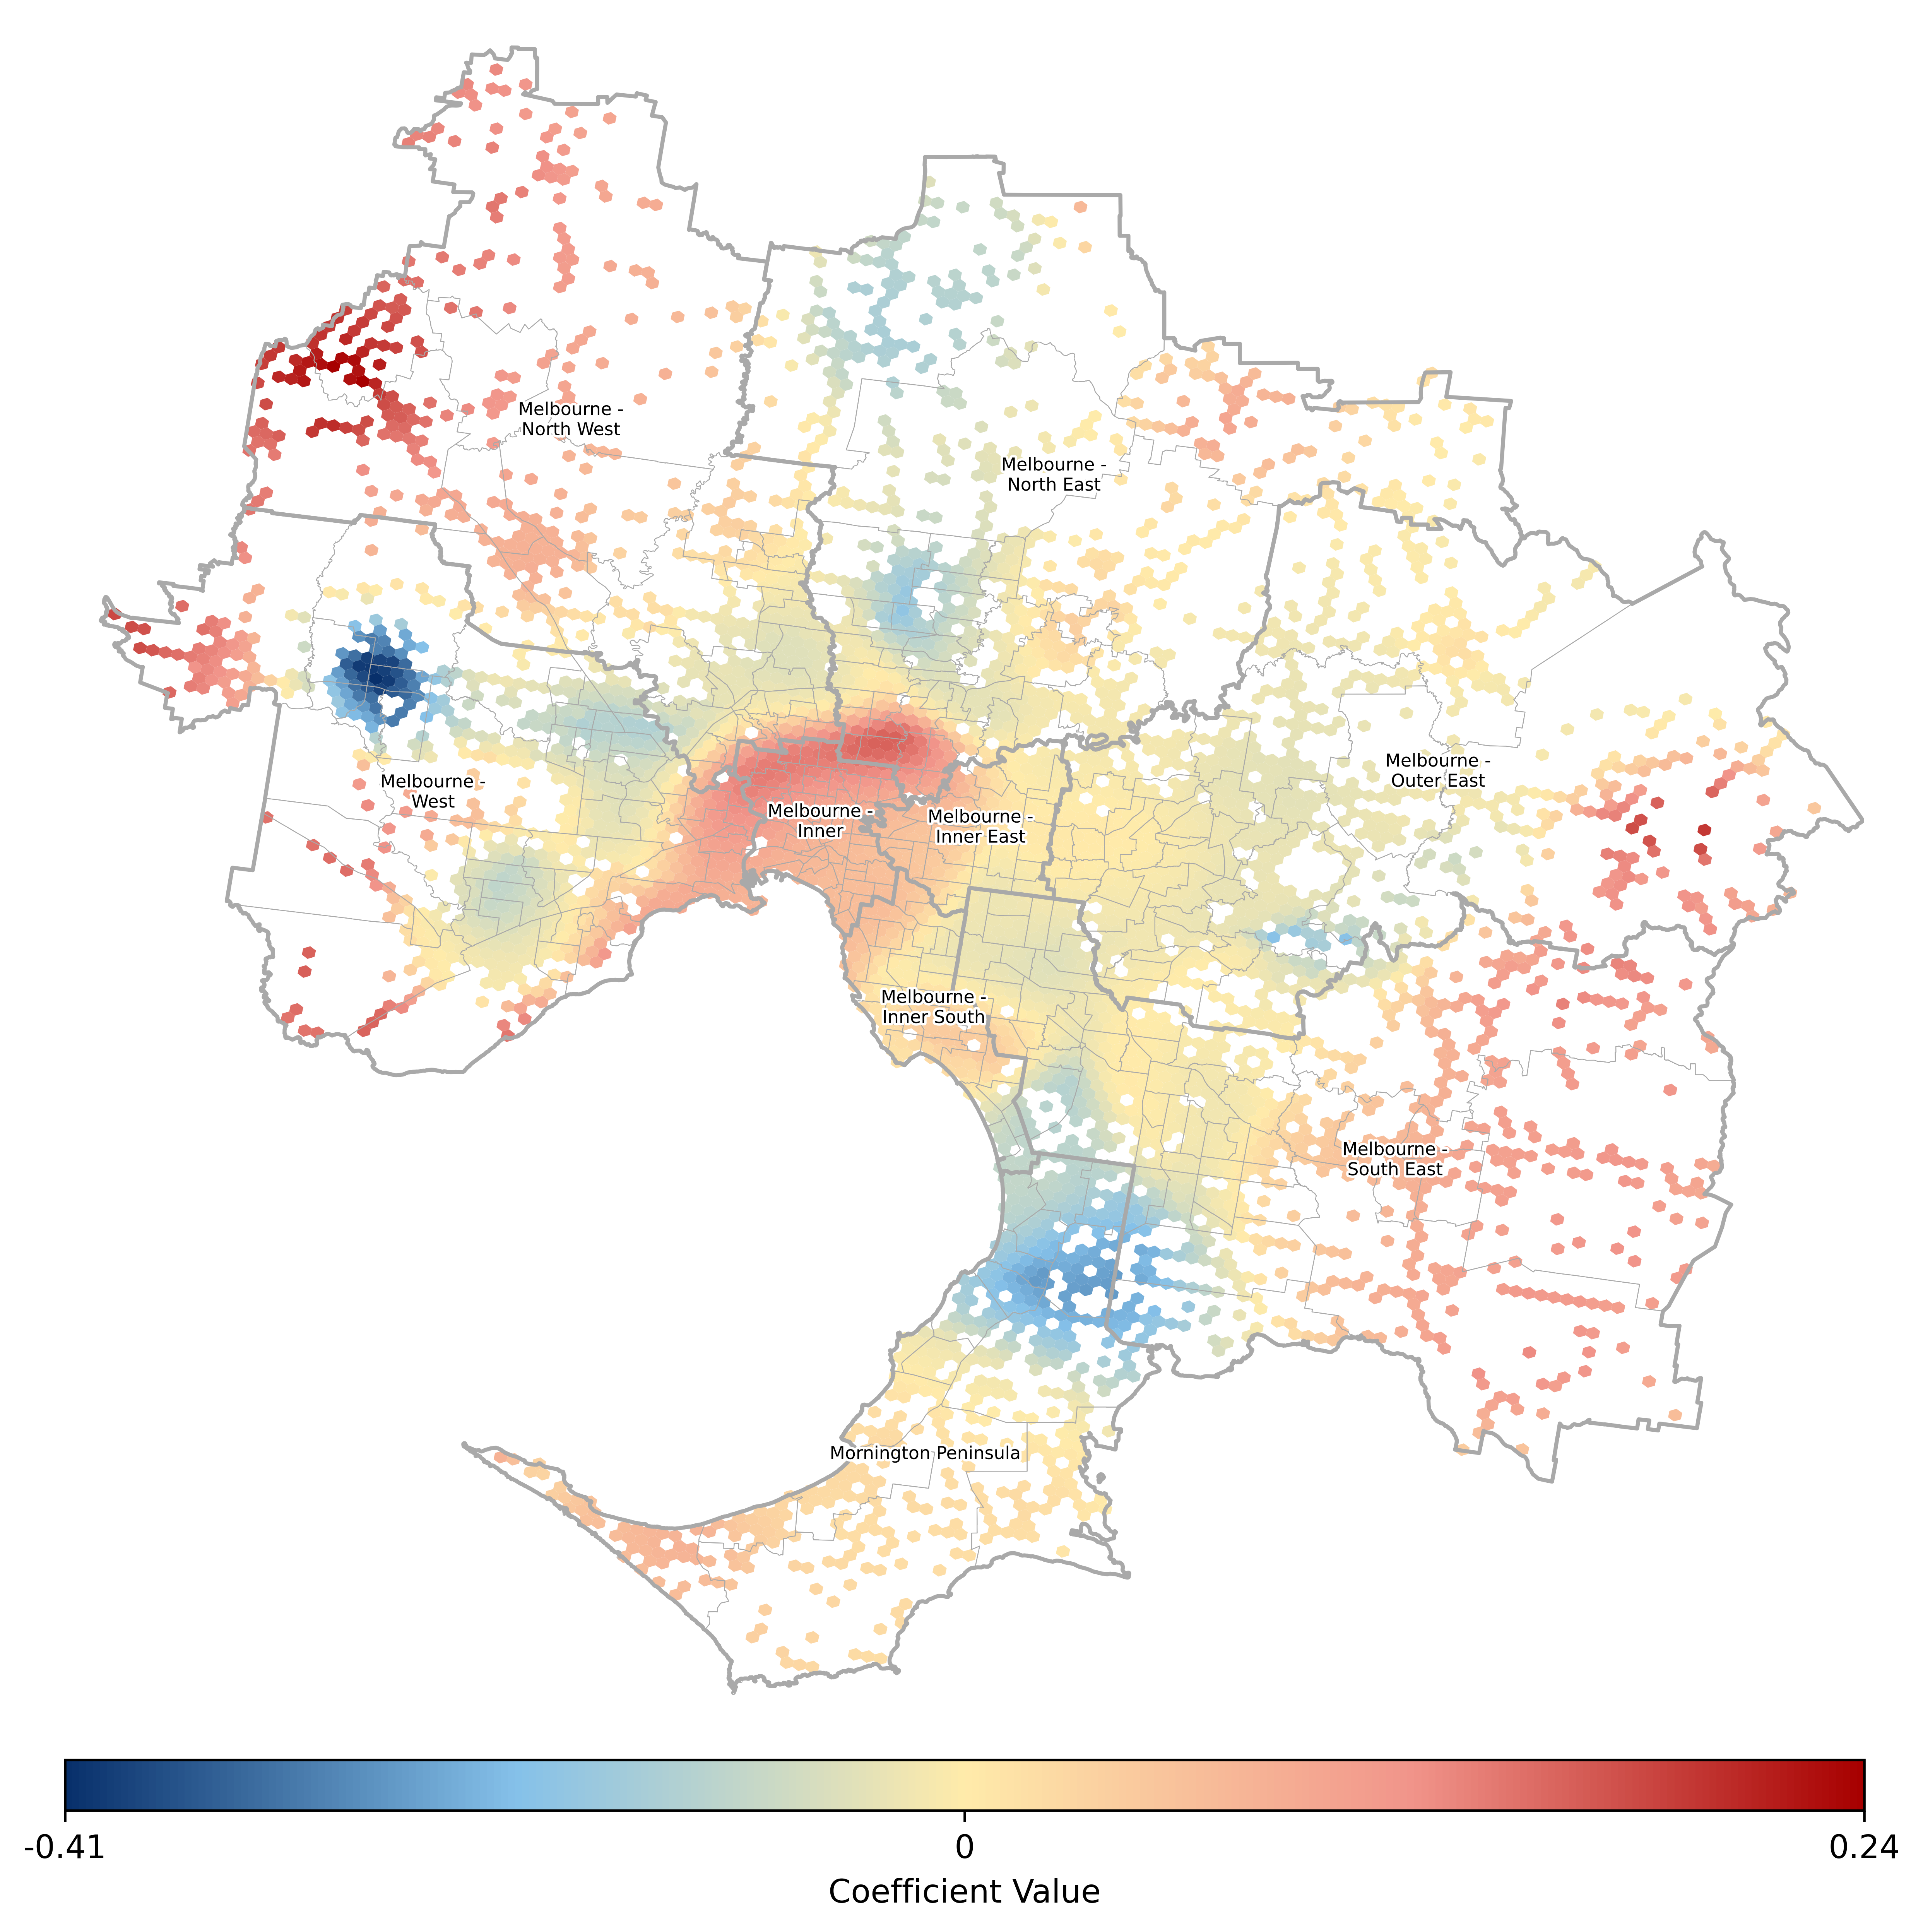 Melbourne -
North West
Melbourne -
North East
Melbourne -
Outer East
Melbourne -
West
Melbourne -
Inner
Melbourne -
Inner East
Melbourne -
Inner South
Melbourne -
South East
Mornington Peninsula
-0.41
0
0.24
Coefficient Value